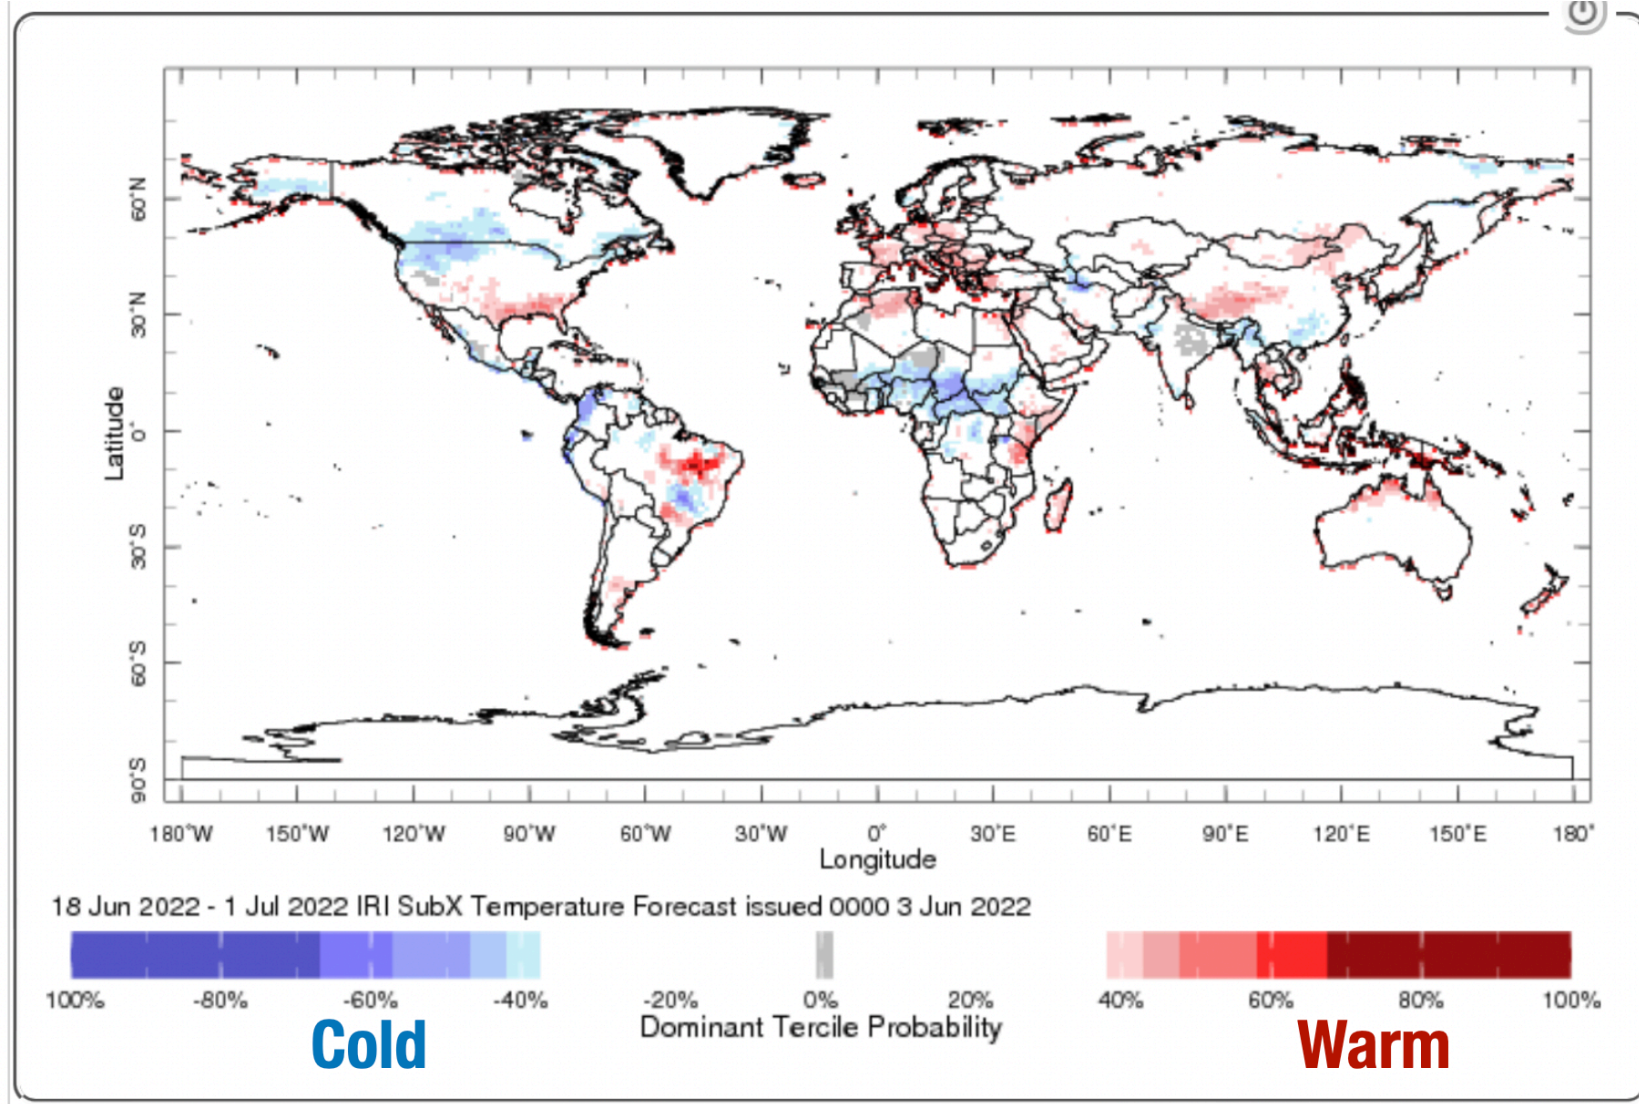 Latitude
60°N
30°N
0°
30°S
60°S
90°S
180°W 150°W 120°W 90°W 60°W 30°W 0° 30°E 60°E 90°E 120°E 150°E 180°
Longitude
18 Jun 2022 - 1 Jul 2022 IRI SubX Temperature Forecast issued 0000 3 Jun 2022
100% -80% -60% -40% -20% 0% 20% 40% 60% 80% 100%
Dominant Tercile Probability
Cold Warm